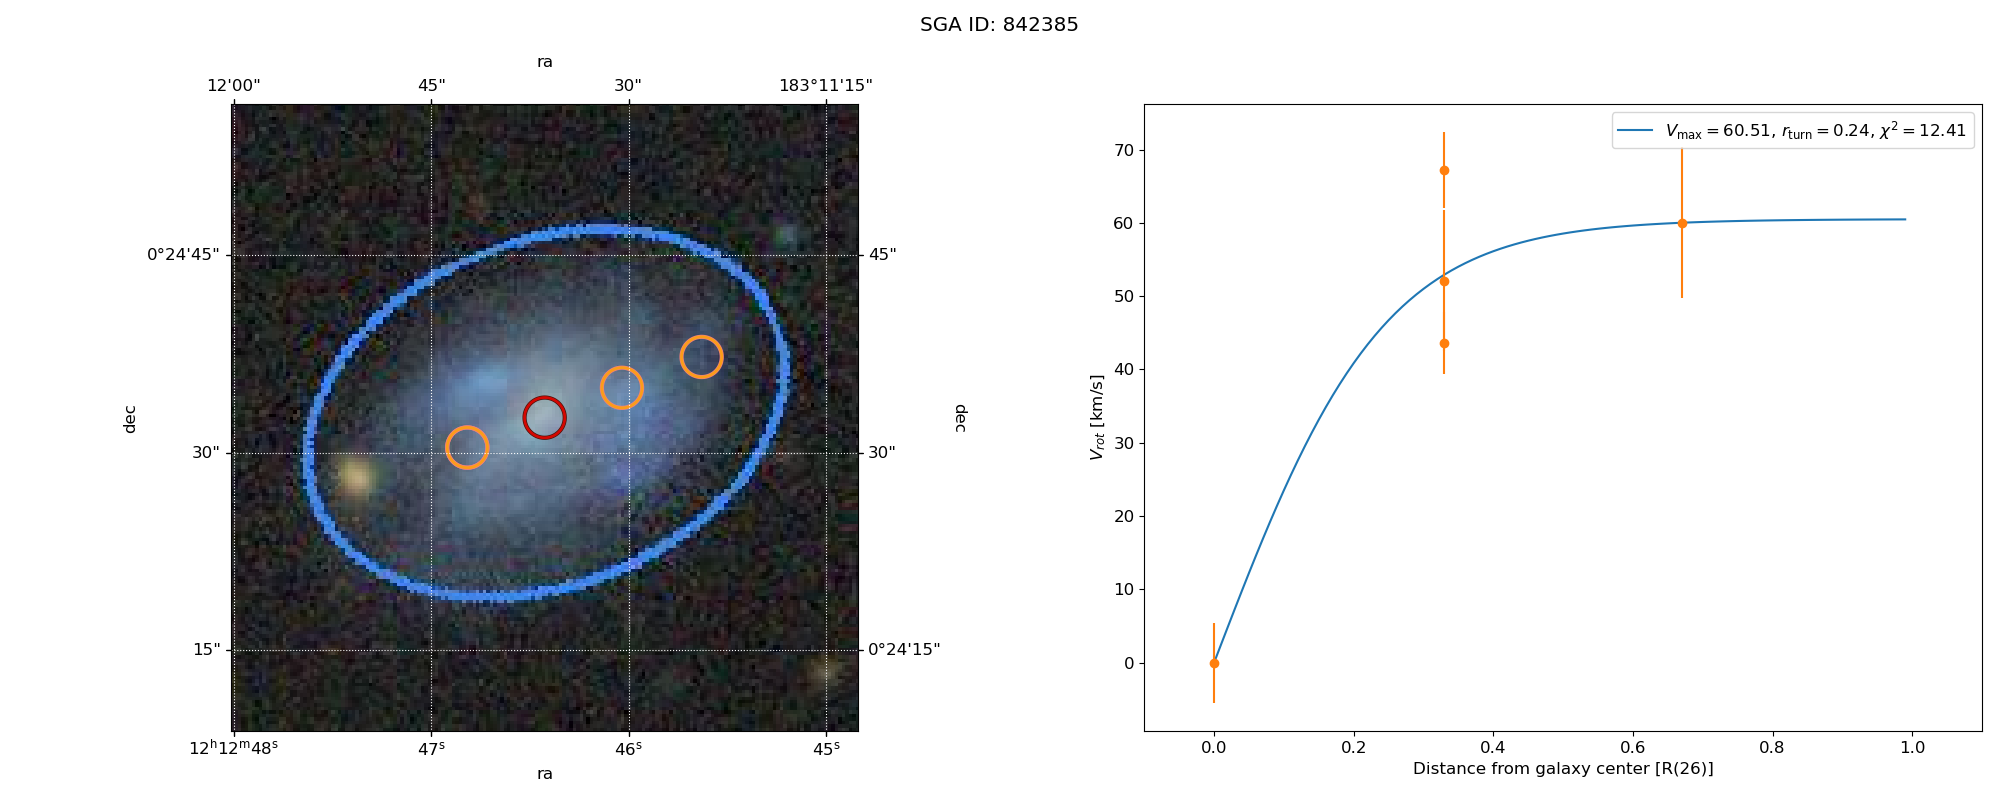 SGA ID: 842385
ra
12'00" 45" 30" 183°11'15"
0°24'45" 45"
dec dec
30" 30"
15" 0°24'15"
12ʰ12ᵐ48ˢ 47ˢ 46ˢ 45ˢ
ra
V_max = 60.51, r_turn = 0.24, χ² = 12.41
V_rot [km/s]
70
60
50
40
30
20
10
0
0.0 0.2 0.4 0.6 0.8 1.0
Distance from galaxy center [R(26)]